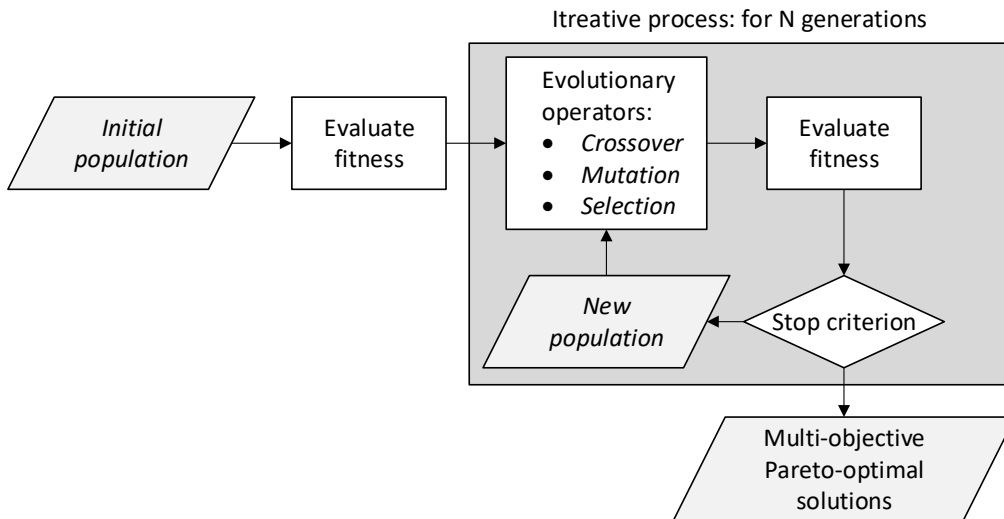 Itreative process: for N generations
Initial
population
Evaluate
fitness
Evolutionary
operators:
• Crossover
• Mutation
• Selection
Evaluate
fitness
New
population
Stop criterion
Multi-objective
Pareto-optimal
solutions